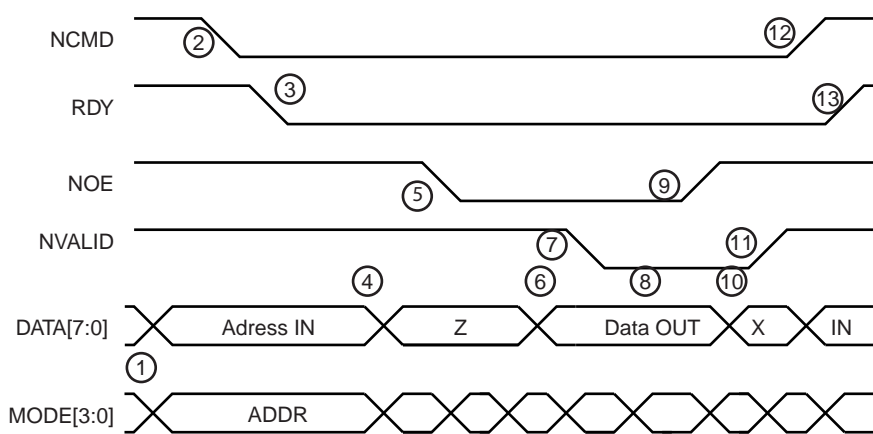 NCMD
2
12
RDY
3
13
NOE
5
9
NVALID
7
11
4
6
8
10
DATA[7:0]
Adress IN
Z
Data OUT
X
IN
1
MODE[3:0]
ADDR